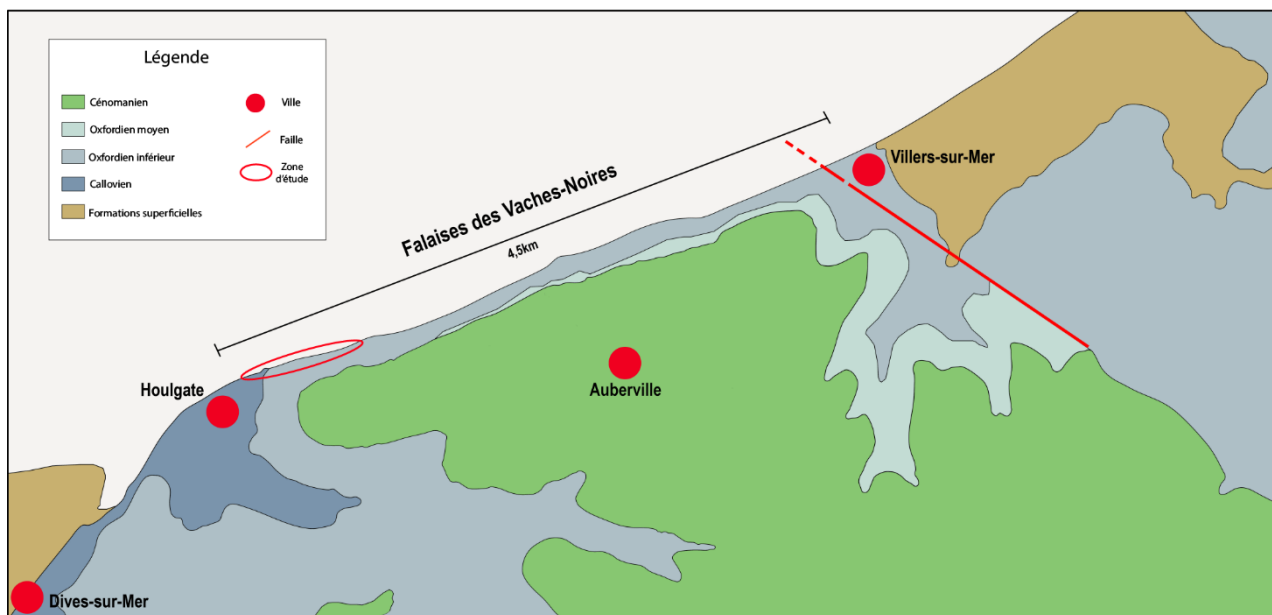 Légende
Cénomanien
Oxfordien moyen
Oxfordien inférieur
Callovien
Formations superficielles
Ville
Faille
Zone
d'étude
Falaises des Vaches-Noires
4,5km
Villers-sur-Mer
Houlgate
Auberville
Dives-sur-Mer